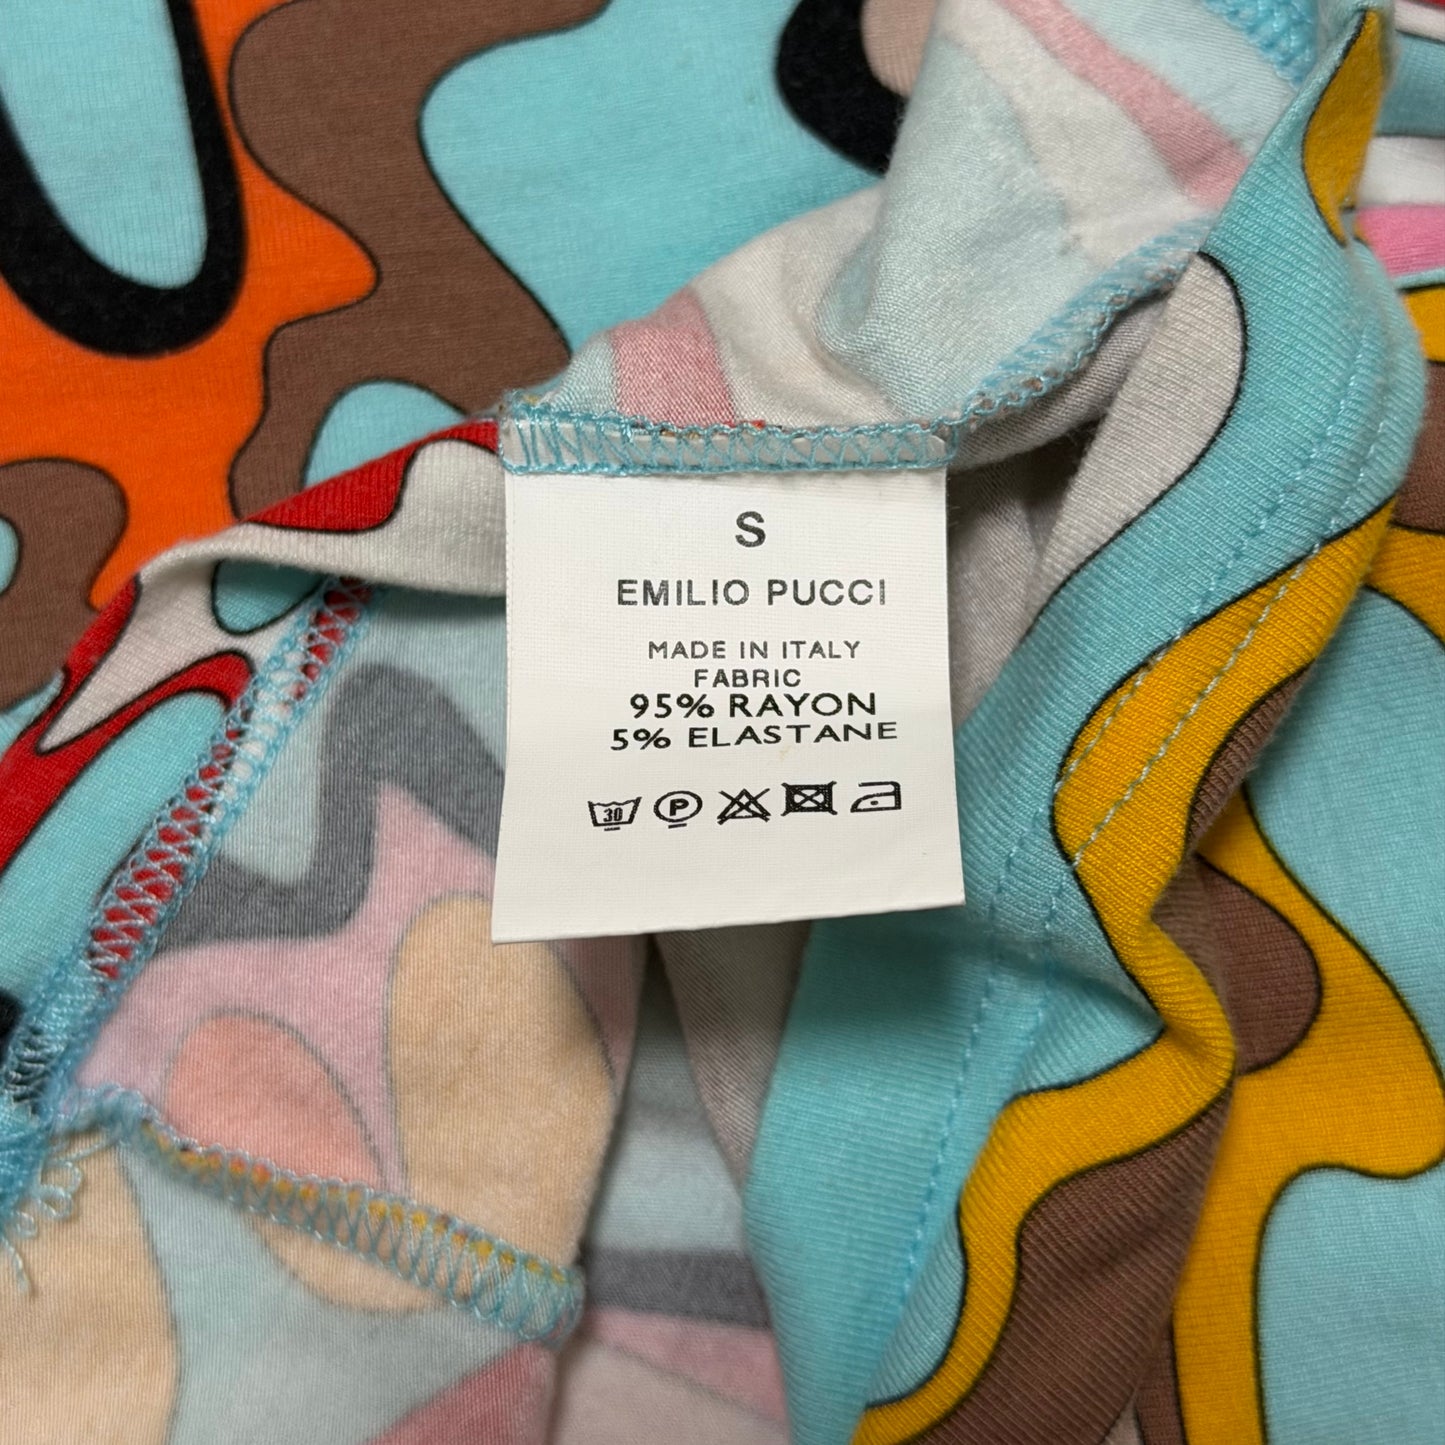 S
EMILIO PUCCI
MADE IN ITALY
FABRIC
95% RAYON
5% ELASTANE
30 P